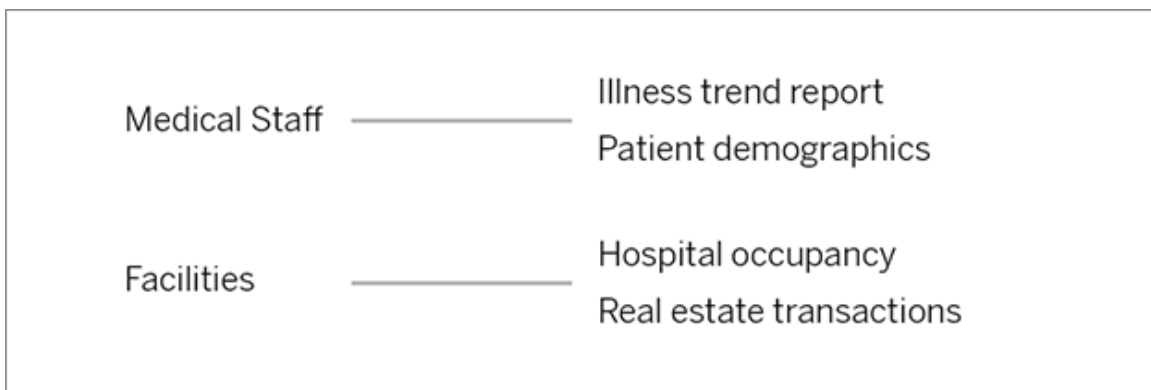 Medical Staff
Illness trend report
Patient demographics
Facilities
Hospital occupancy
Real estate transactions